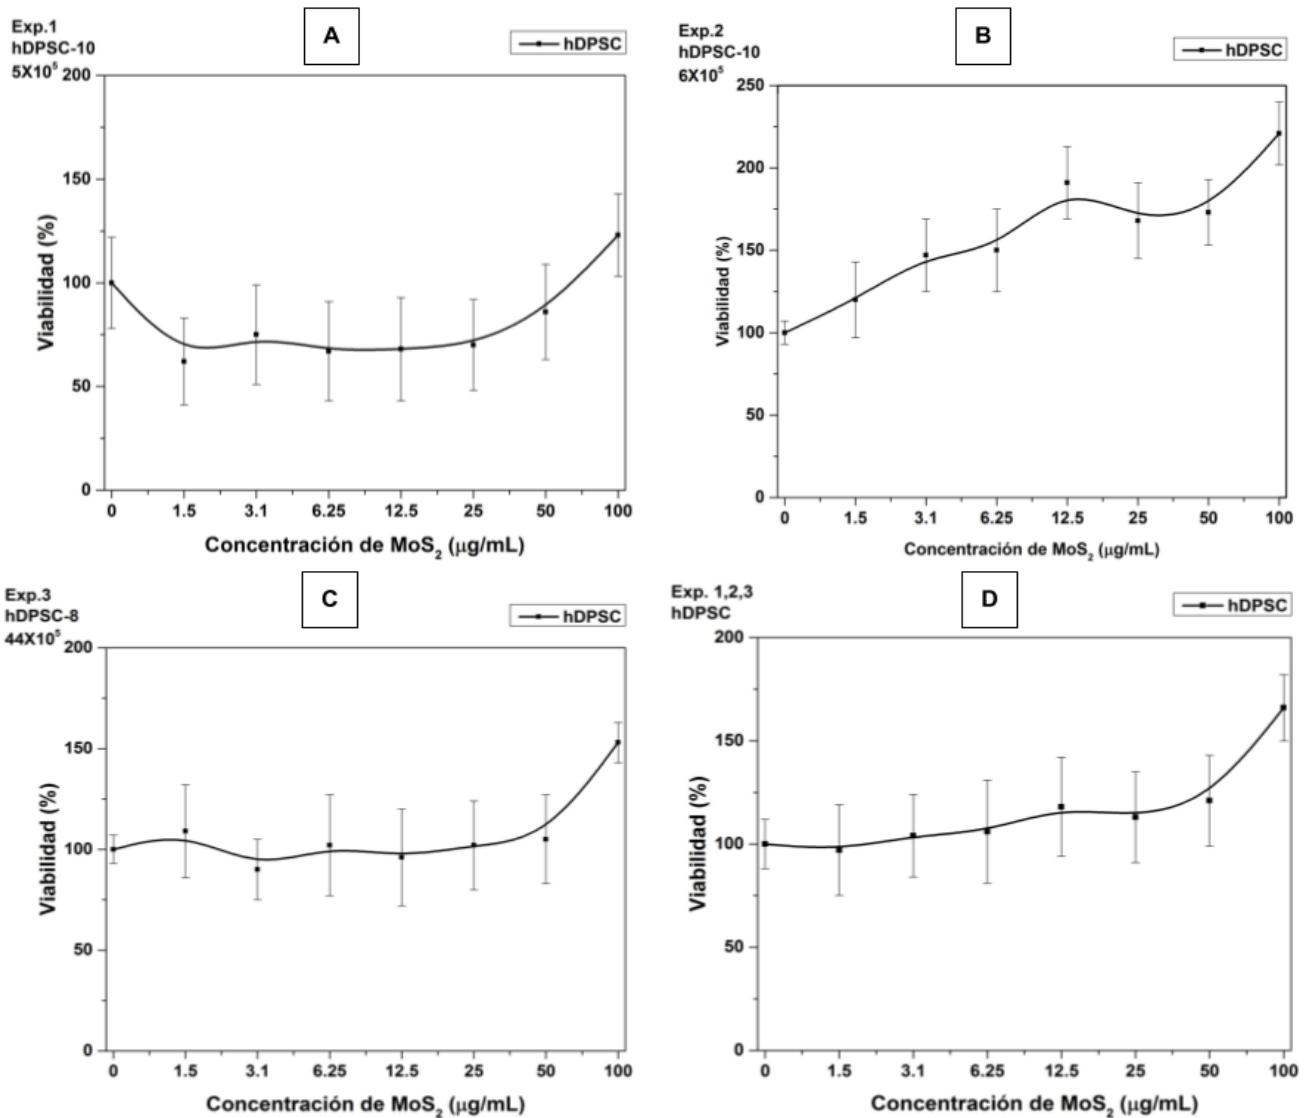 Exp.1
hDPSC-10
5X10⁵
A
hDPSC
200
150
100
50
0
Viabilidad (%)
0 1.5 3.1 6.25 12.5 25 50 100
Concentración de MoS₂ (μg/mL)
Exp.2
hDPSC-10
6X10⁵
B
hDPSC
250
200
150
100
50
0
Viabilidad (%)
0 1.5 3.1 6.25 12.5 25 50 100
Concentración de MoS₂ (μg/mL)
Exp.3
hDPSC-8
44X10⁵
C
hDPSC
200
150
100
50
0
Viabilidad (%)
0 1.5 3.1 6.25 12.5 25 50 100
Concentración de MoS₂ (μg/mL)
Exp. 1,2,3
hDPSC
D
hDPSC
200
150
100
50
0
Viabilidad (%)
0 1.5 3.1 6.25 12.5 25 50 100
Concentración de MoS₂ (μg/mL)